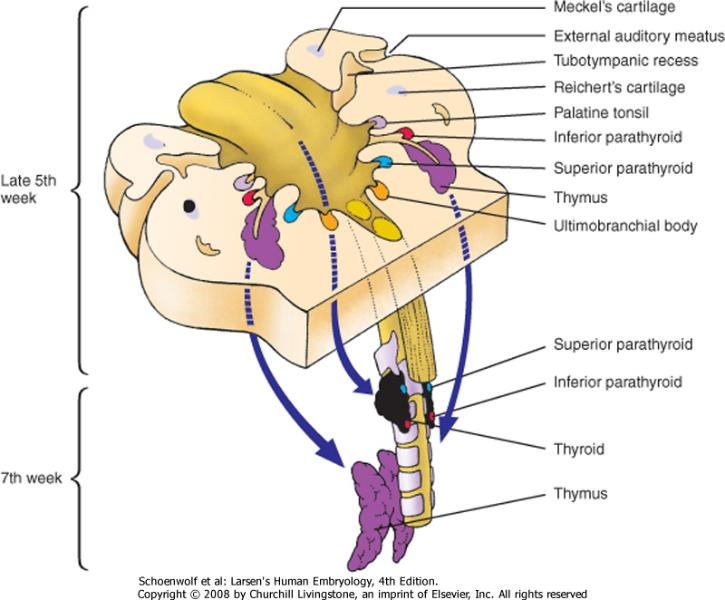 Meckel's cartilage
External auditory meatus
Tubotympanic recess
Reichert's cartilage
Palatine tonsil
Inferior parathyroid
Superior parathyroid
Thymus
Ultimobranchial body
Late 5th
week
Superior parathyroid
Inferior parathyroid
Thyroid
Thymus
7th week
Schoenwolf et al: Larsen's Human Embryology, 4th Edition.
Copyright © 2008 by Churchill Livingstone, an imprint of Elsevier, Inc. All rights reserved